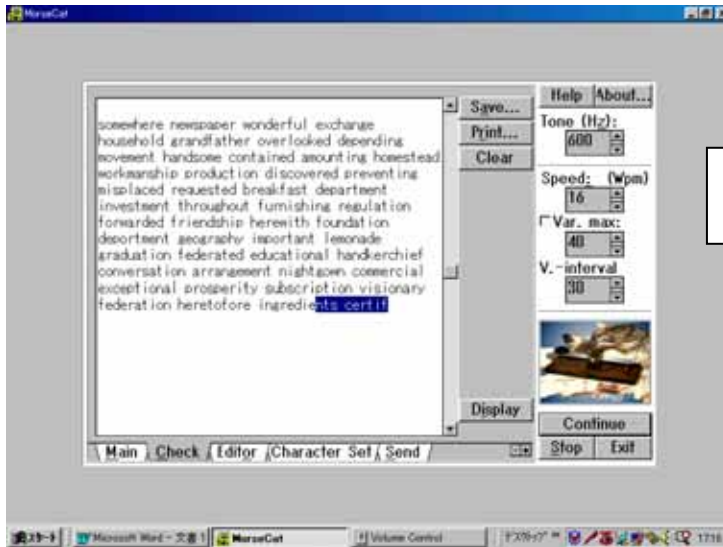 MorseCat
somewhere newspaper wonderful exchange
household grandfather overlooked depending
movement handsome contained amounting homestead
workmanship production discovered preventing
misplaced requested breakfast department
investment throughout furnishing regulation
forwarded friendship herewith foundation
deportment geography important lemonade
graduation federated educational handkerchief
conversation arrangement nightgown commercial
exceptional prosperity subscription visionary
federation heretofore ingredients certif
Save...
Print...
Clear
Display
Help About...
Tone (Hz):
600
Speed: (Wpm)
16
Var. max:
40
V.-interval
30
Continue
Stop Exit
Main Check Editor Character Set Send
スタート Microsoft Word - 文書 1 MorseCat Volume Control